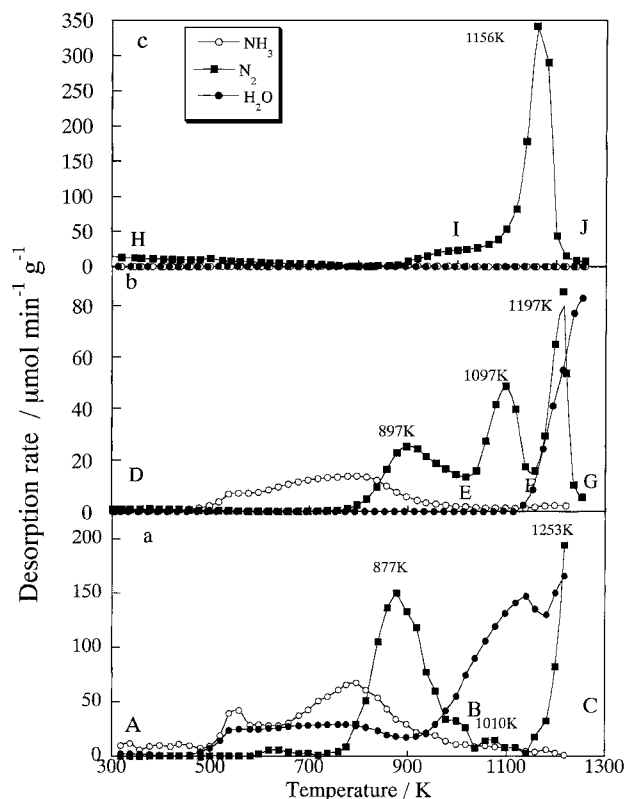 Desorption rate / μmol min⁻¹ g⁻¹
350
300
250
200
150
100
50
0
c
NH₃
N₂
H₂O
1156K
H
I
J
80
60
40
20
0
b
897K
1097K
1197K
D
E
F
G
200
150
100
50
0
a
877K
1010K
1253K
A
B
C
300
500
700
900
1100
1300
Temperature / K